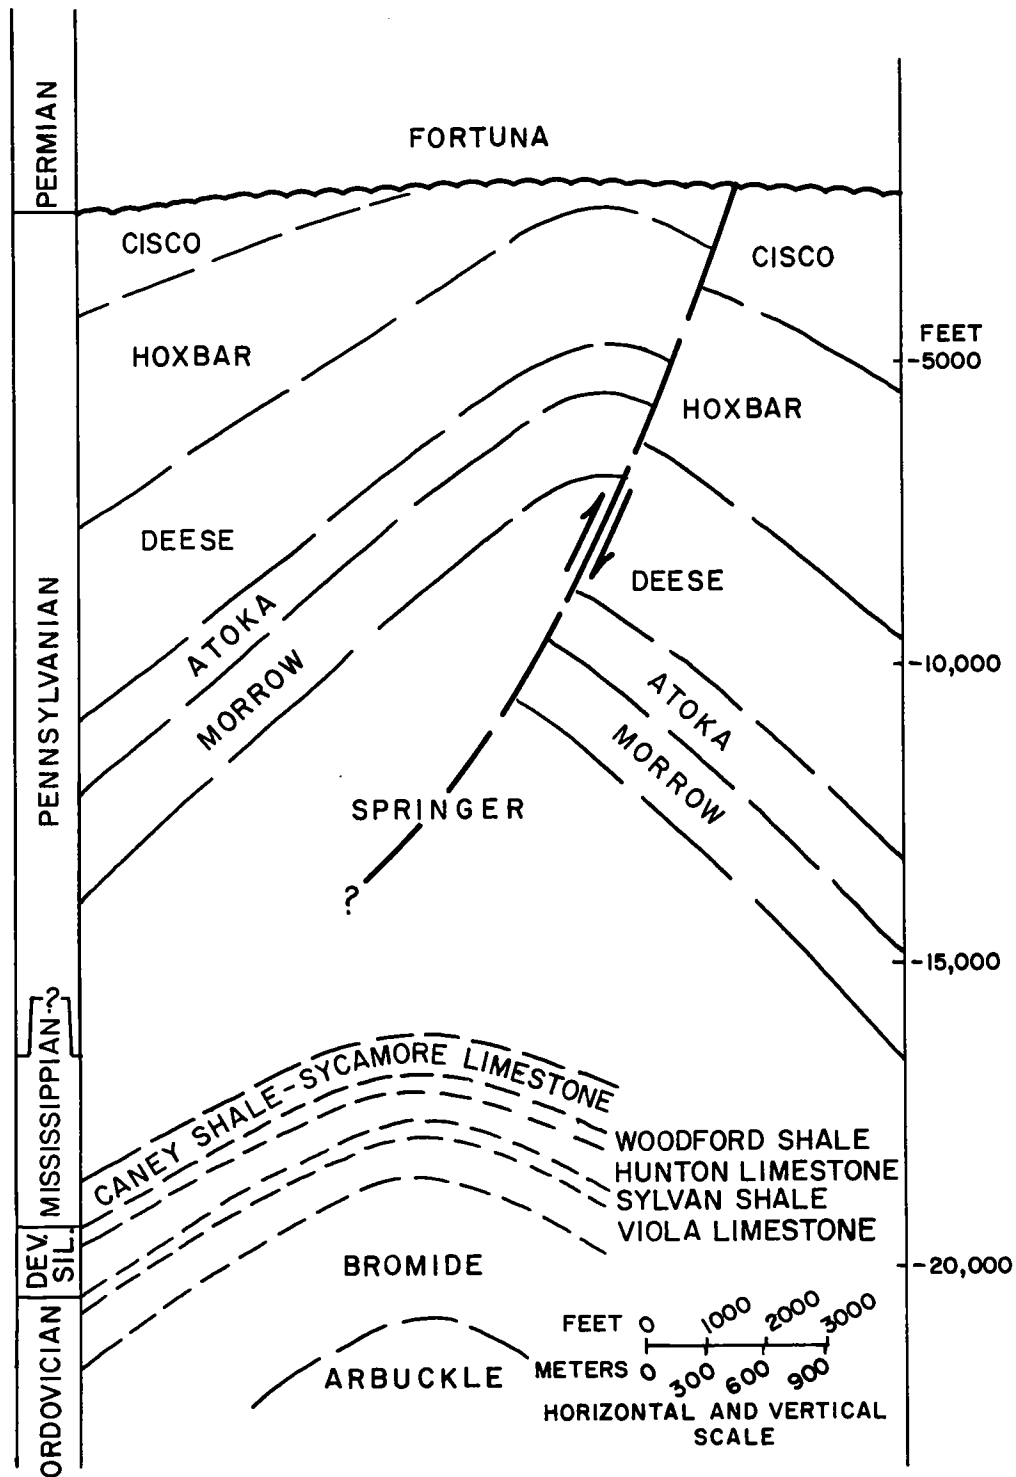 PERMIAN
FORTUNA
CISCO
CISCO
FEET
-5000
HOXBAR
HOXBAR
DEESE
DEESE
PENNSYLVANIAN
ATOKA
MORROW
-10,000
ATOKA
MORROW
SPRINGER
?
-15,000
?
MISSISSIPPIAN
CANEY SHALE-SYCAMORE LIMESTONE
WOODFORD SHALE
HUNTON LIMESTONE
SYLVAN SHALE
VIOLA LIMESTONE
DEV.
SIL.
BROMIDE
-20,000
ORDOVICIAN
ARBUCKLE
FEET 0 1000 2000 3000
METERS 0 300 600 900
HORIZONTAL AND VERTICAL
SCALE